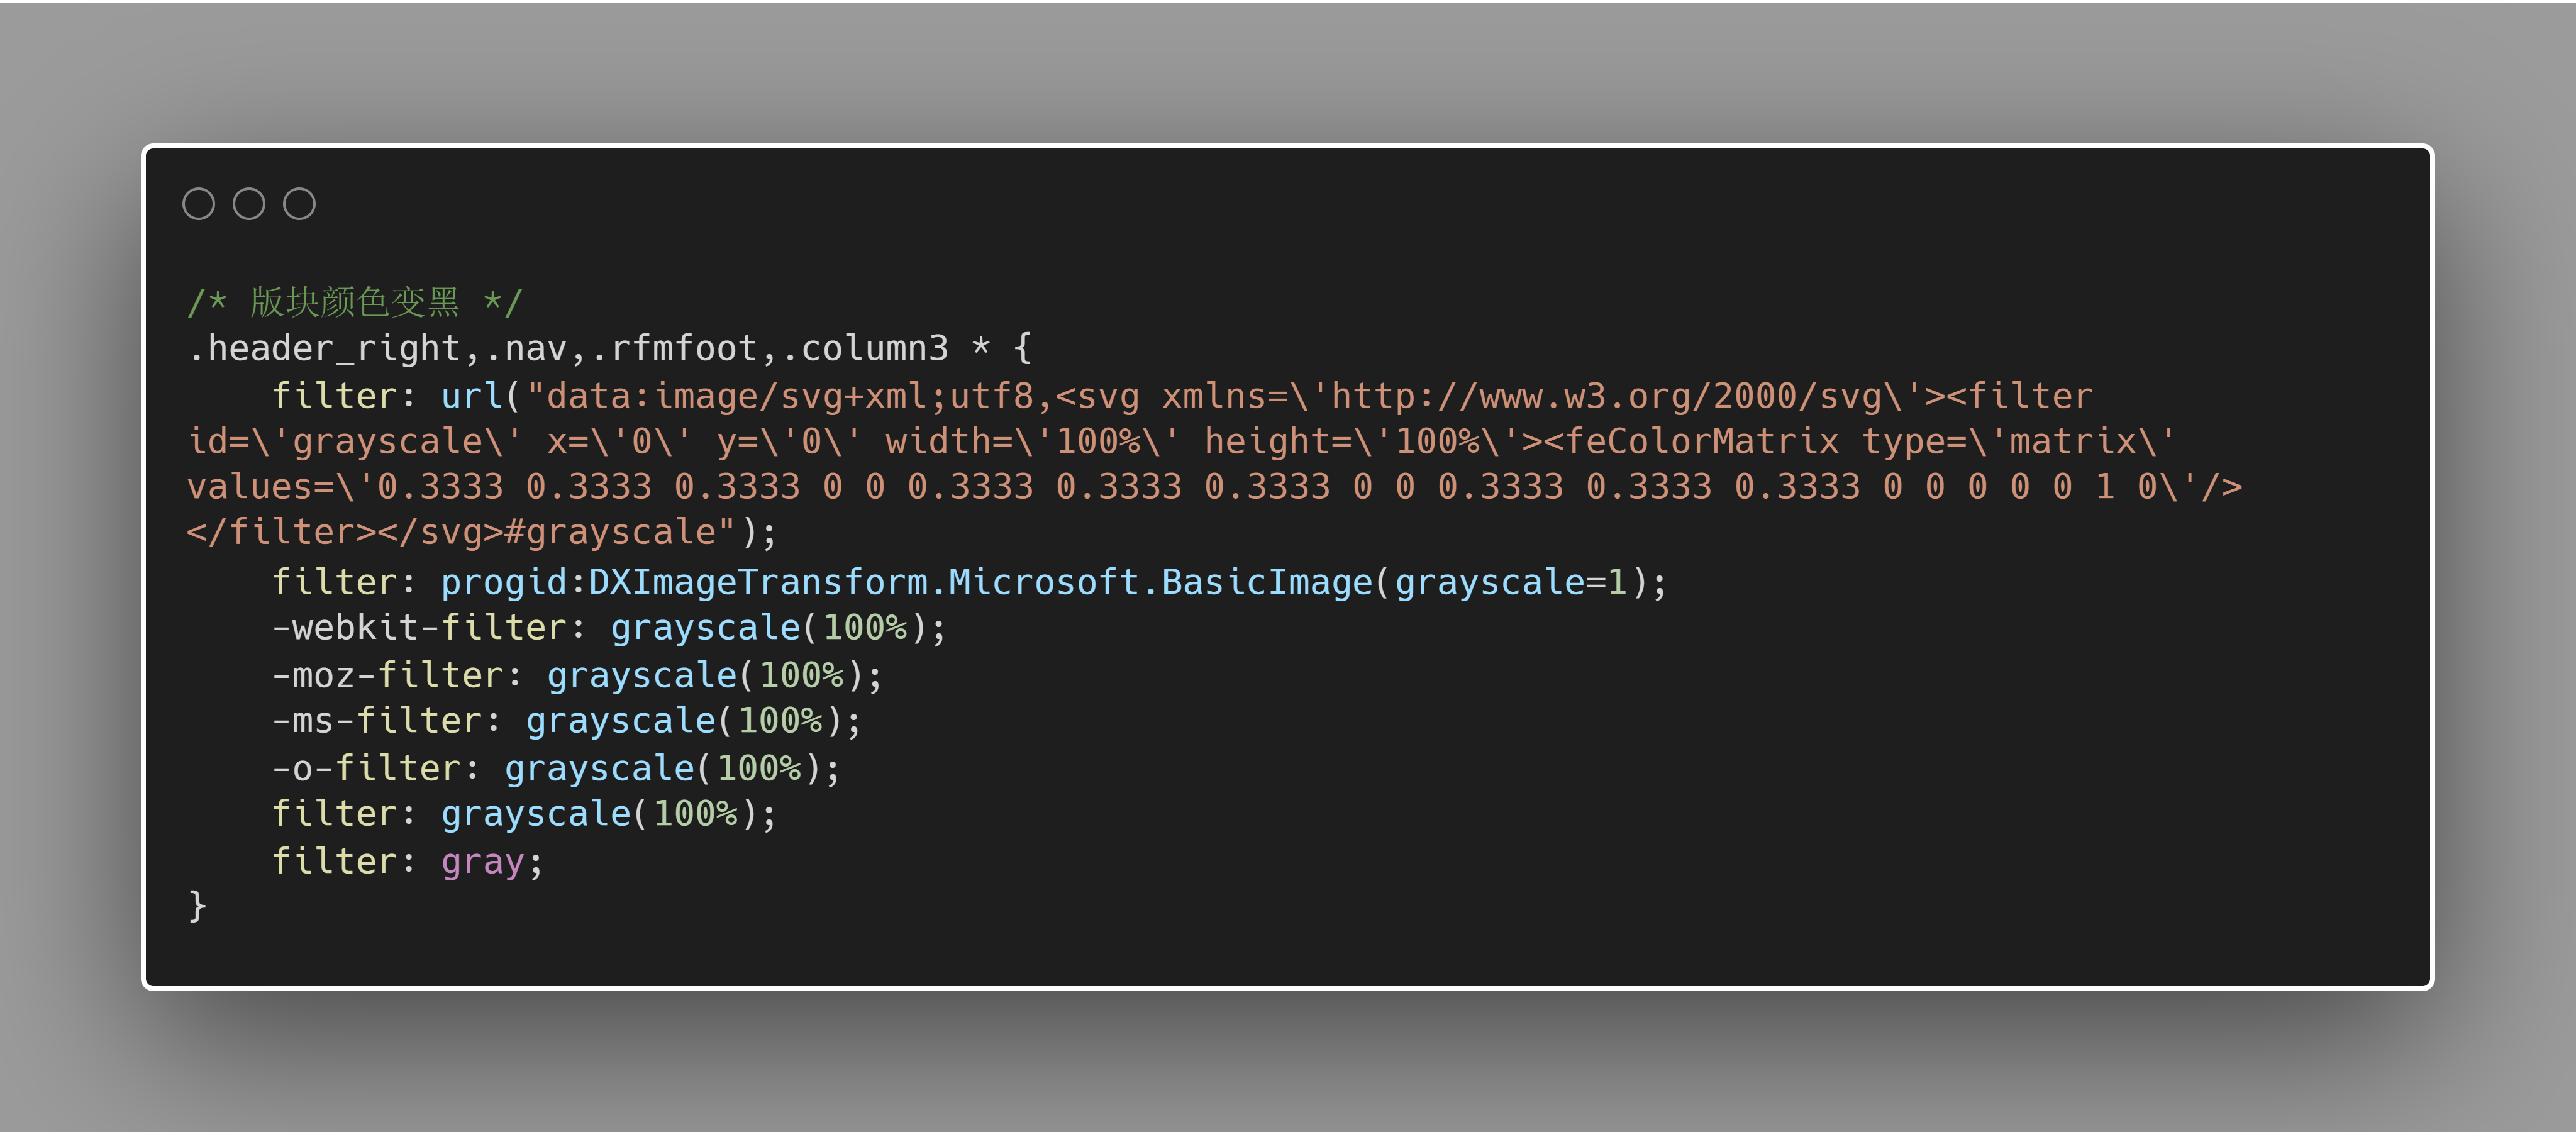 /* 版块颜色变黑 */
.header_right,.nav,.rfmfoot,.column3 * {
    filter: url("data:image/svg+xml;utf8,<svg xmlns=\'http://www.w3.org/2000/svg\'><filter
id=\'grayscale\' x=\'0\' y=\'0\' width=\'100%\' height=\'100%\'><feColorMatrix type=\'matrix\'
values=\'0.3333 0.3333 0.3333 0 0 0.3333 0.3333 0.3333 0 0 0.3333 0.3333 0.3333 0 0 0 0 0 1 0\'/>
</filter></svg>#grayscale");
    filter: progid:DXImageTransform.Microsoft.BasicImage(grayscale=1);
    -webkit-filter: grayscale(100%);
    -moz-filter: grayscale(100%);
    -ms-filter: grayscale(100%);
    -o-filter: grayscale(100%);
    filter: grayscale(100%);
    filter: gray;
}